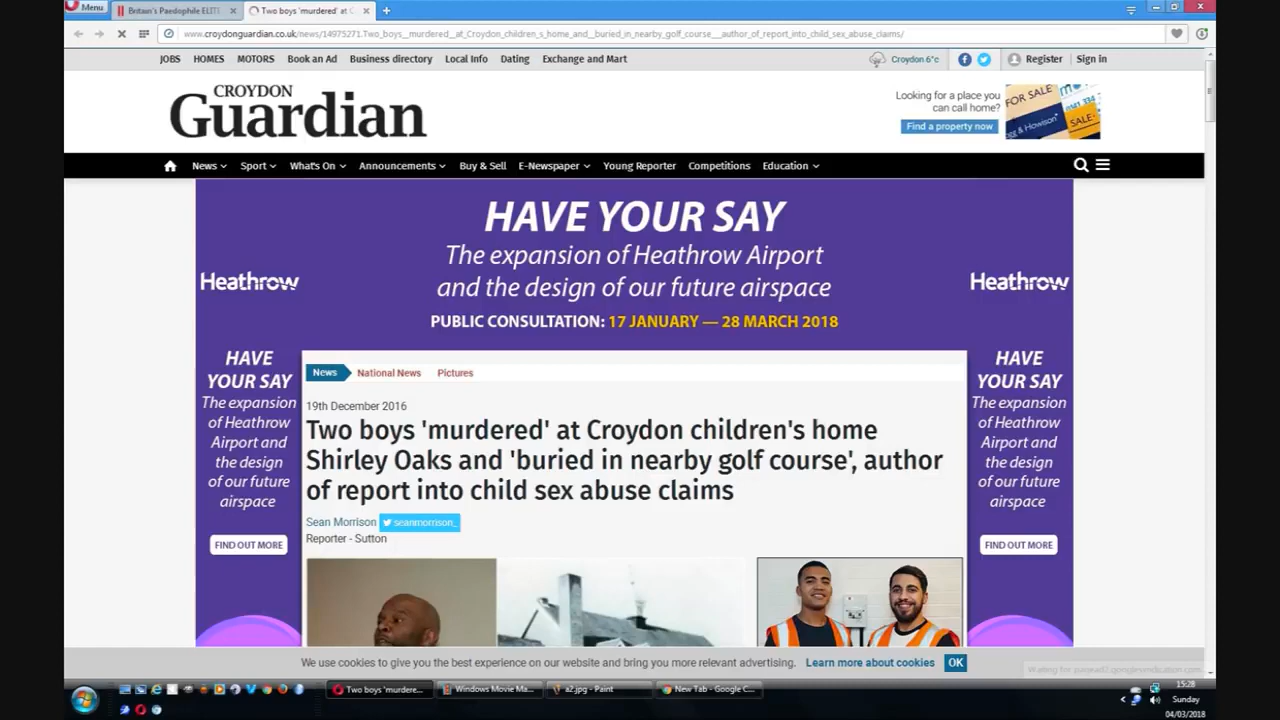 Menu
Britain's Paedophile ELITE
Two boys 'murdered' at C
www.croydonguardian.co.uk/news/14975271.Two_boys__murdered__at_Croydon_children_s_home_and__buried_in_nearby_golf_course__author_of_report_into_child_sex_abuse_claims/
JOBS HOMES MOTORS Book an Ad Business directory Local Info Dating Exchange and Mart Croydon 6°c Register Sign in
CROYDON
Guardian
Looking for a place you
can call home?
Find a property now
FOR SALE
SALE
News Sport What's On Announcements Buy & Sell E-Newspaper Young Reporter Competitions Education
HAVE YOUR SAY
The expansion of Heathrow Airport
and the design of our future airspace
PUBLIC CONSULTATION: 17 JANUARY — 28 MARCH 2018
Heathrow
HAVE
YOUR SAY
The expansion
of Heathrow
Airport and
the design
of our future
airspace
FIND OUT MORE
News National News Pictures
19th December 2016
Two boys 'murdered' at Croydon children's home
Shirley Oaks and 'buried in nearby golf course', author
of report into child sex abuse claims
Sean Morrison seanmorrison_
Reporter - Sutton
Heathrow
HAVE
YOUR SAY
The expansion
of Heathrow
Airport and
the design
of our future
airspace
FIND OUT MORE
We use cookies to give you the best experience on our website and bring you more relevant advertising. Learn more about cookies OK
Two boys 'murdere... Windows Movie Ma... a2.jpg - Paint New Tab - Google C...
15:28
Sunday
04/03/2018